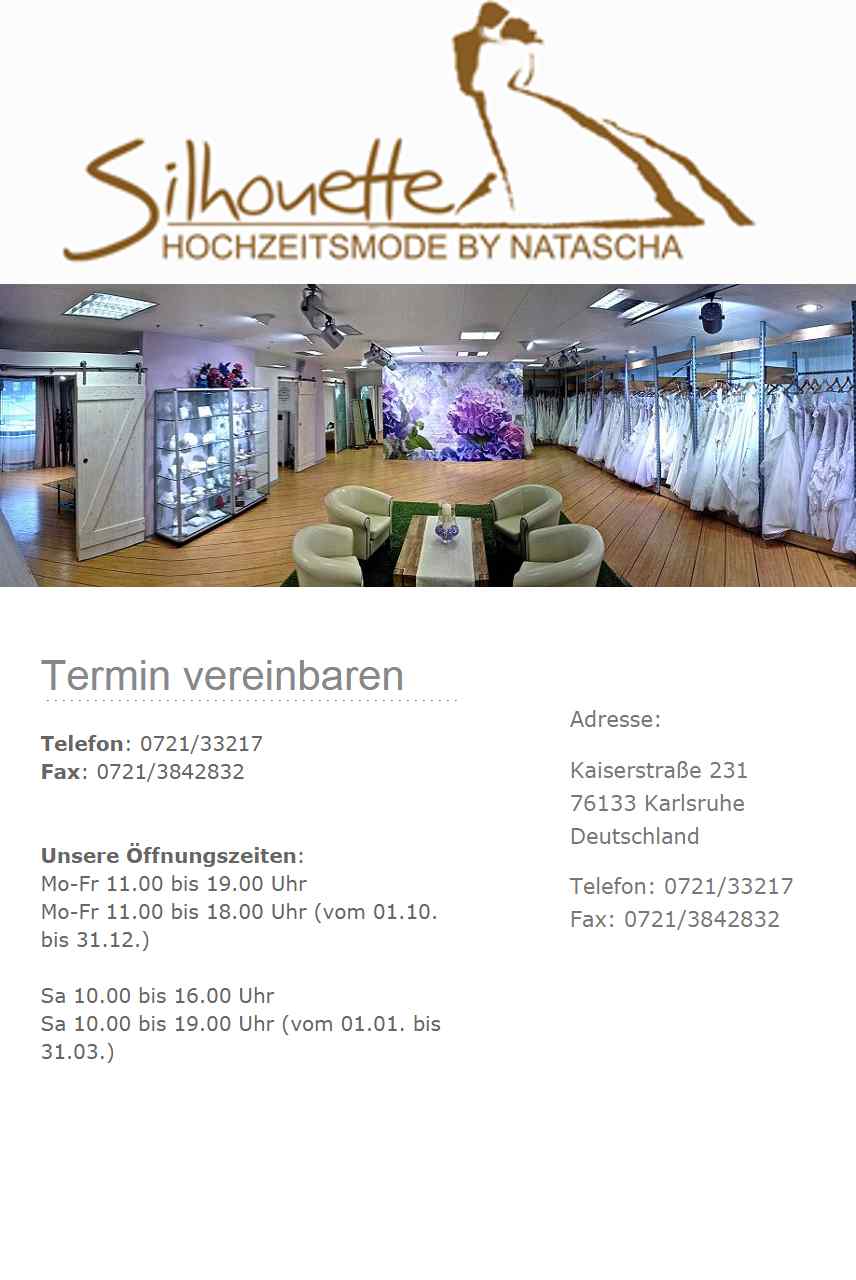 Silhouette
HOCHZEITSMODE BY NATASCHA
Termin vereinbaren
Telefon: 0721/33217
Fax: 0721/3842832
Unsere Öffnungszeiten:
Mo-Fr 11.00 bis 19.00 Uhr
Mo-Fr 11.00 bis 18.00 Uhr (vom 01.10.
bis 31.12.)
Sa 10.00 bis 16.00 Uhr
Sa 10.00 bis 19.00 Uhr (vom 01.01. bis
31.03.)
Adresse:
Kaiserstraße 231
76133 Karlsruhe
Deutschland
Telefon: 0721/33217
Fax: 0721/3842832